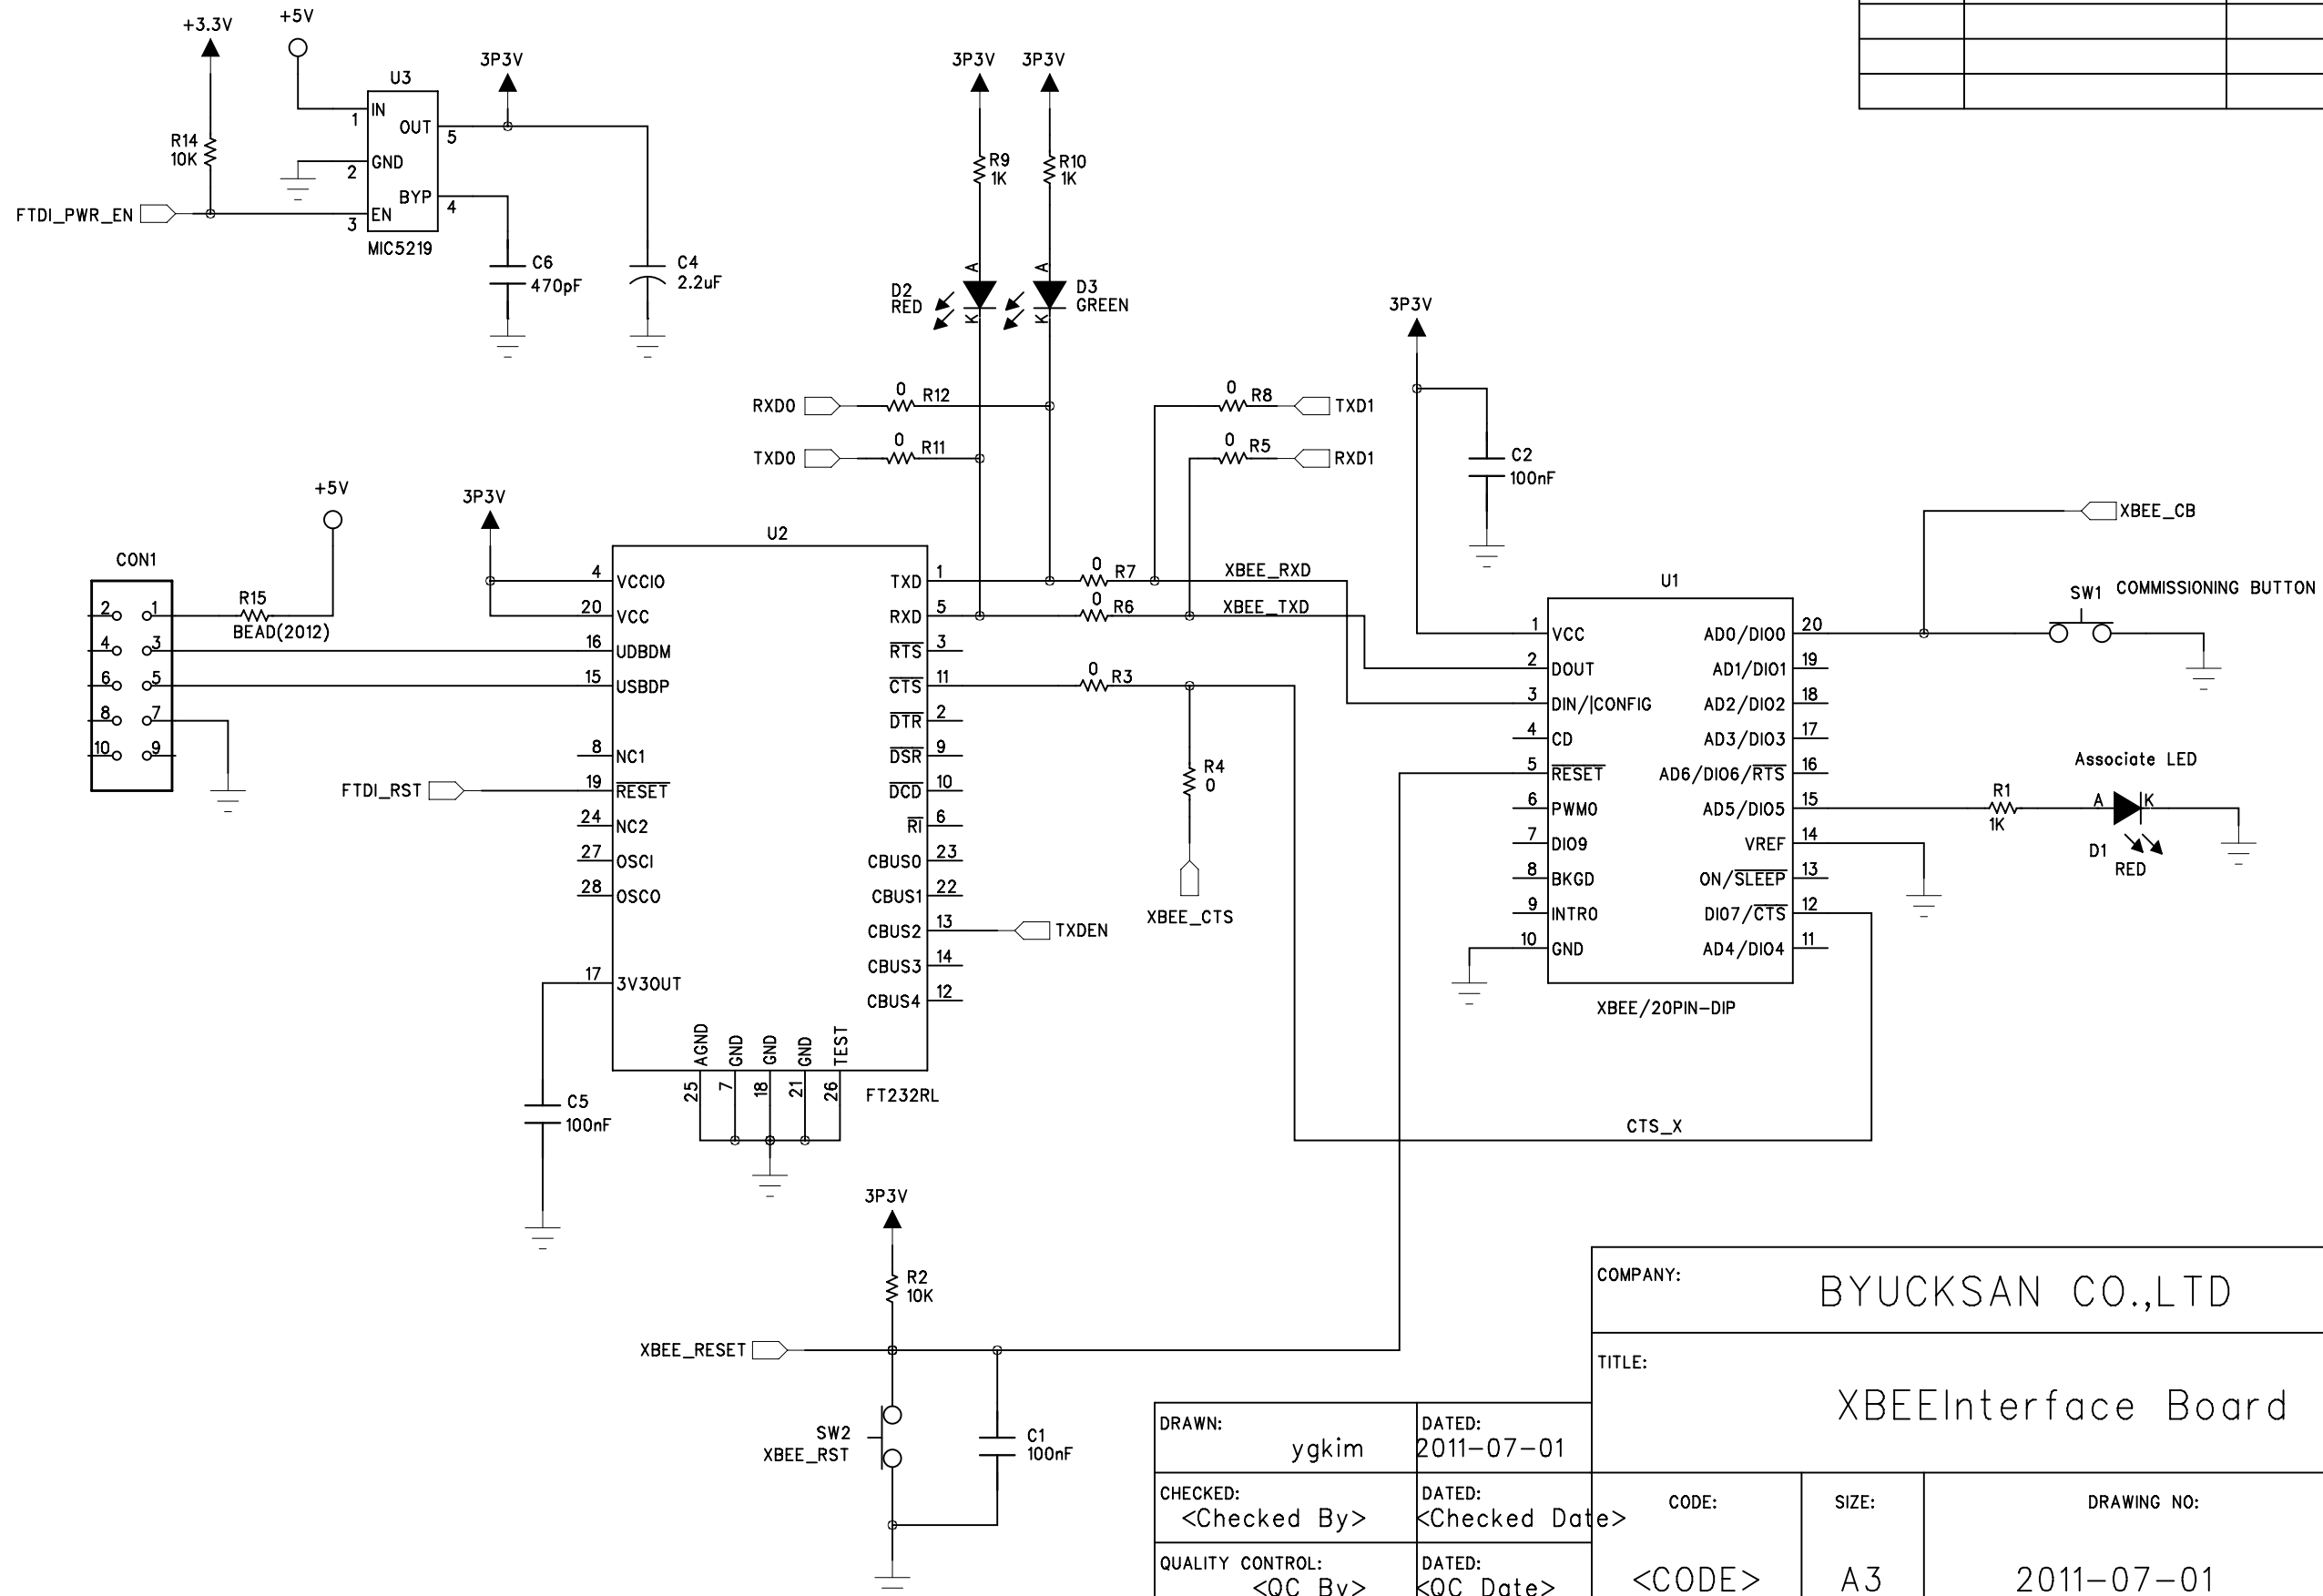 +3.3V
+5V
U3
3P3V
R14
10K
IN
1
OUT
5
GND
2
BYP
4
EN
3
FTDI_PWR_EN
MIC5219
C6
470pF
C4
2.2uF
3P3V
3P3V
R9
1K
R10
1K
A
A
D2
RED
K
K
D3
GREEN
RXD0
0
R12
TXD0
0
R11
0
R8
TXD1
0
R5
RXD1
3P3V
C2
100nF
XBEE_CB
+5V
3P3V
CON1
2
1
4
3
6
5
8
7
10
9
R15
BEAD(2012)
FTDI_RST
U2
4
VCCIO
20
VCC
16
UDBDM
15
USBDP
8
NC1
19
RESET
24
NC2
27
OSCI
28
OSCO
17
3V3OUT
TXD
1
RXD
5
RTS
3
CTS
11
DTR
2
DSR
9
DCD
10
RI
6
CBUS0
23
CBUS1
22
CBUS2
13
CBUS3
14
CBUS4
12
AGND
GND
GND
GND
TEST
25
7
18
21
26
FT232RL
TXDEN
C5
100nF
0
R7
XBEE_RXD
0
R6
XBEE_TXD
0
R3
R4
0
XBEE_CTS
U1
1
VCC
2
DOUT
3
DIN/|CONFIG
4
CD
5
RESET
6
PWM0
7
DIO9
8
BKGD
9
INTRO
10
GND
AD0/DIO0
20
AD1/DIO1
19
AD2/DIO2
18
AD3/DIO3
17
AD6/DIO6/RTS
16
AD5/DIO5
15
VREF
14
ON/SLEEP
13
DIO7/CTS
12
AD4/DIO4
11
XBEE/20PIN-DIP
SW1
COMMISSIONING BUTTON
Associate LED
R1
1K
A
K
D1
RED
CTS_X
3P3V
R2
10K
XBEE_RESET
SW2
XBEE_RST
C1
100nF
COMPANY:
BYUCKSAN CO.,LTD
TITLE:
XBEEInterface Board
DRAWN:
ygkim
DATED:
2011-07-01
CHECKED:
<Checked By>
DATED:
<Checked Date>
QUALITY CONTROL:
<QC By>
DATED:
<QC Date>
CODE:
<CODE>
SIZE:
A3
DRAWING NO:
2011-07-01